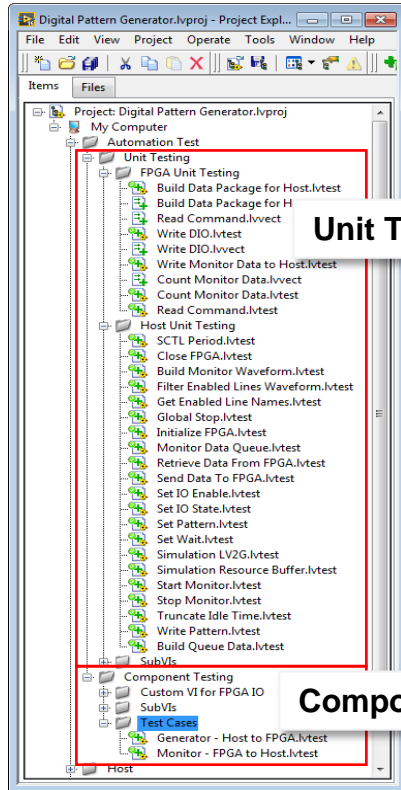 Digital Pattern Generator.lvproj - Project Expl...
File Edit View Project Operate Tools Window Help
Items Files
Project: Digital Pattern Generator.lvproj
My Computer
Automation Test
Unit Testing
FPGA Unit Testing
Build Data Package for Host.lvtest
Build Data Package for H
Read Command.lvvect
Unit T
Write DIO.lvtest
Write DIO.lvvect
Write Monitor Data to Host.lvtest
Count Monitor Data.lvvect
Count Monitor Data.lvtest
Read Command.lvtest
Host Unit Testing
SCTL Period.lvtest
Close FPGA.lvtest
Build Monitor Waveform.lvtest
Filter Enabled Lines Waveform.lvtest
Get Enabled Line Names.lvtest
Global Stop.lvtest
Initialize FPGA.lvtest
Monitor Data Queue.lvtest
Retrieve Data From FPGA.lvtest
Send Data To FPGA.lvtest
Set IO Enable.lvtest
Set IO State.lvtest
Set Pattern.lvtest
Set Wait.lvtest
Simulation LV2G.lvtest
Simulation Resource Buffer.lvtest
Start Monitor.lvtest
Stop Monitor.lvtest
Truncate Idle Time.lvtest
Write Pattern.lvtest
Build Queue Data.lvtest
SubVIs
Component Testing
Custom VI for FPGA IO
SubVIs
Compo
Test Cases
Generator - Host to FPGA.lvtest
Monitor - FPGA to Host.lvtest
Host